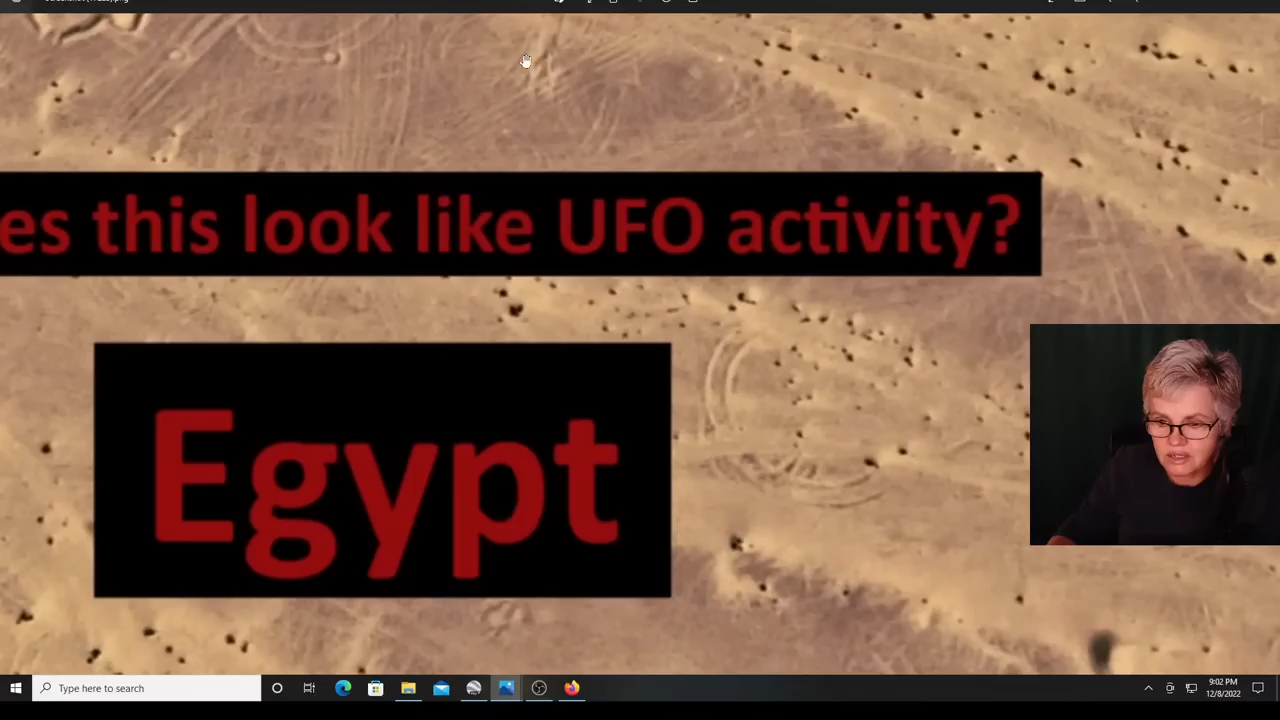 es this look like UFO activity?
Egypt
Type here to search
9:02 PM
12/8/2022